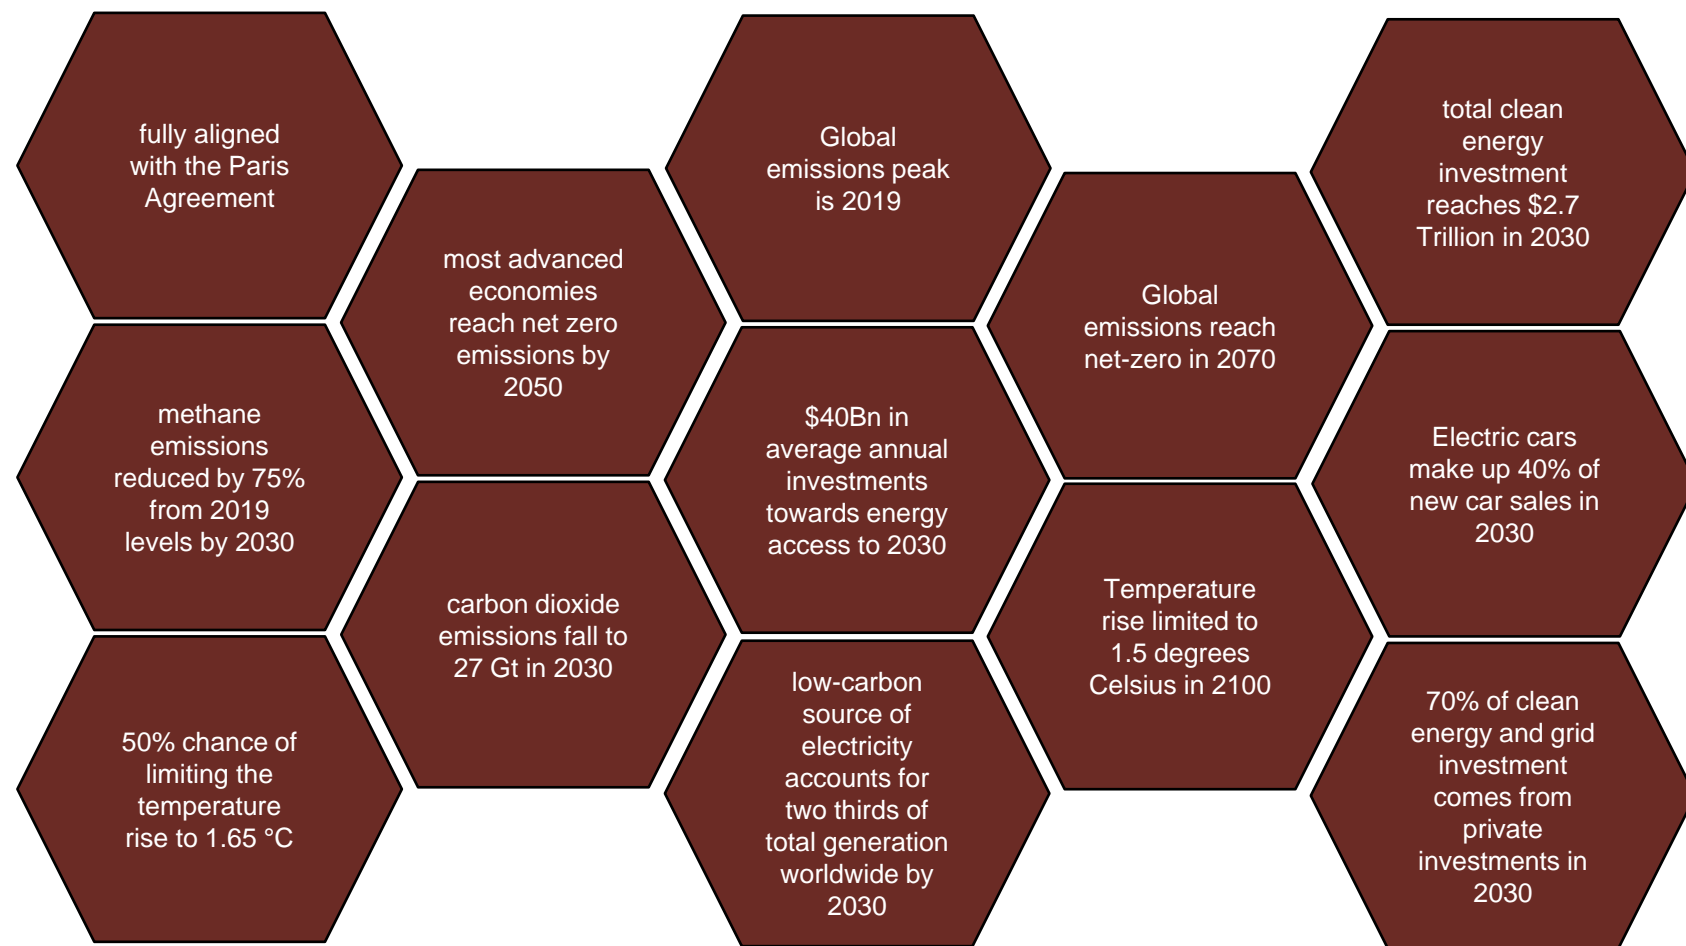 fully aligned
with the Paris
Agreement
methane
emissions
reduced by 75%
from 2019
levels by 2030
50% chance of
limiting the
temperature
rise to 1.65 °C
most advanced
economies
reach net zero
emissions by
2050
carbon dioxide
emissions fall to
27 Gt in 2030
Global
emissions peak
is 2019
$40Bn in
average annual
investments
towards energy
access to 2030
low-carbon
source of
electricity
accounts for
two thirds of
total generation
worldwide by
2030
Global
emissions reach
net-zero in 2070
Temperature
rise limited to
1.5 degrees
Celsius in 2100
total clean
energy
investment
reaches $2.7
Trillion in 2030
Electric cars
make up 40% of
new car sales in
2030
70% of clean
energy and grid
investment
comes from
private
investments in
2030